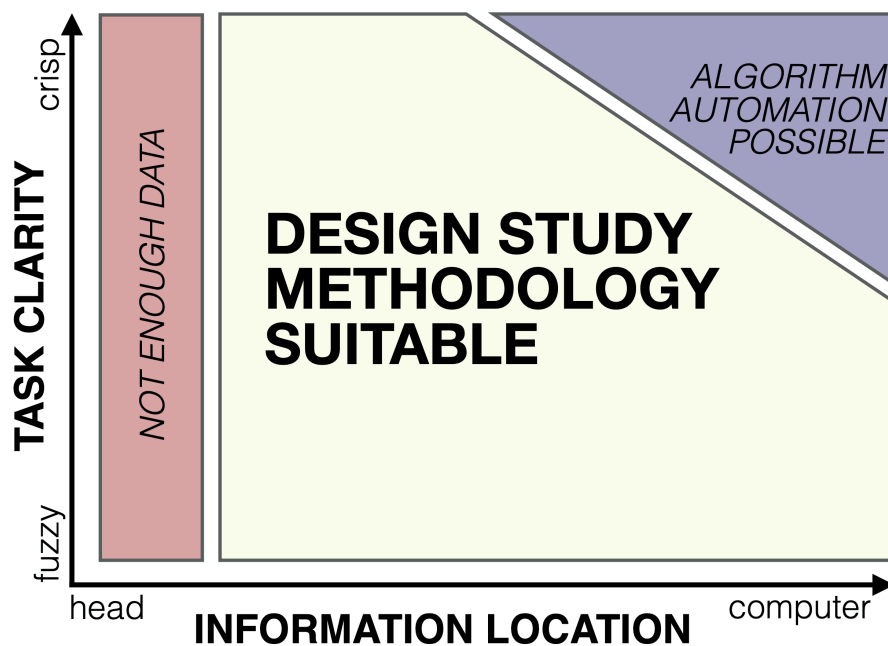 crisp
TASK CLARITY
fuzzy
NOT ENOUGH DATA
DESIGN STUDY
METHODOLOGY
SUITABLE
ALGORITHM
AUTOMATION
POSSIBLE
head
computer
INFORMATION LOCATION